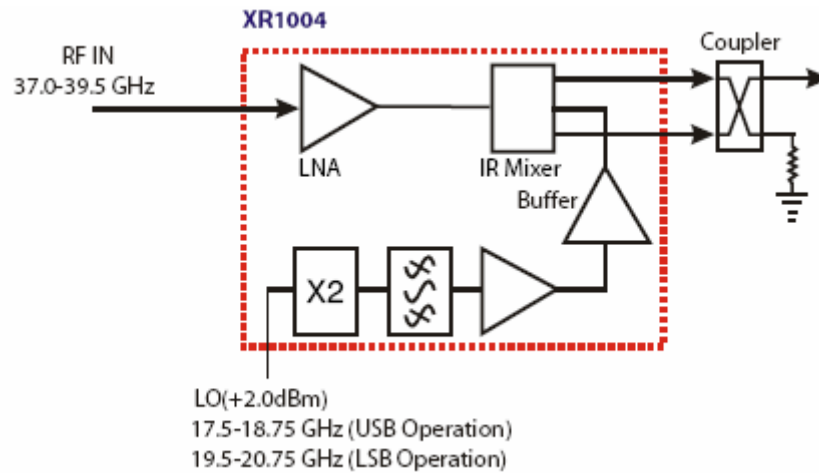 XR1004
Coupler
RF IN
37.0-39.5 GHz
LNA
IR Mixer
Buffer
X2
LO(+2.0dBm)
17.5-18.75 GHz (USB Operation)
19.5-20.75 GHz (LSB Operation)